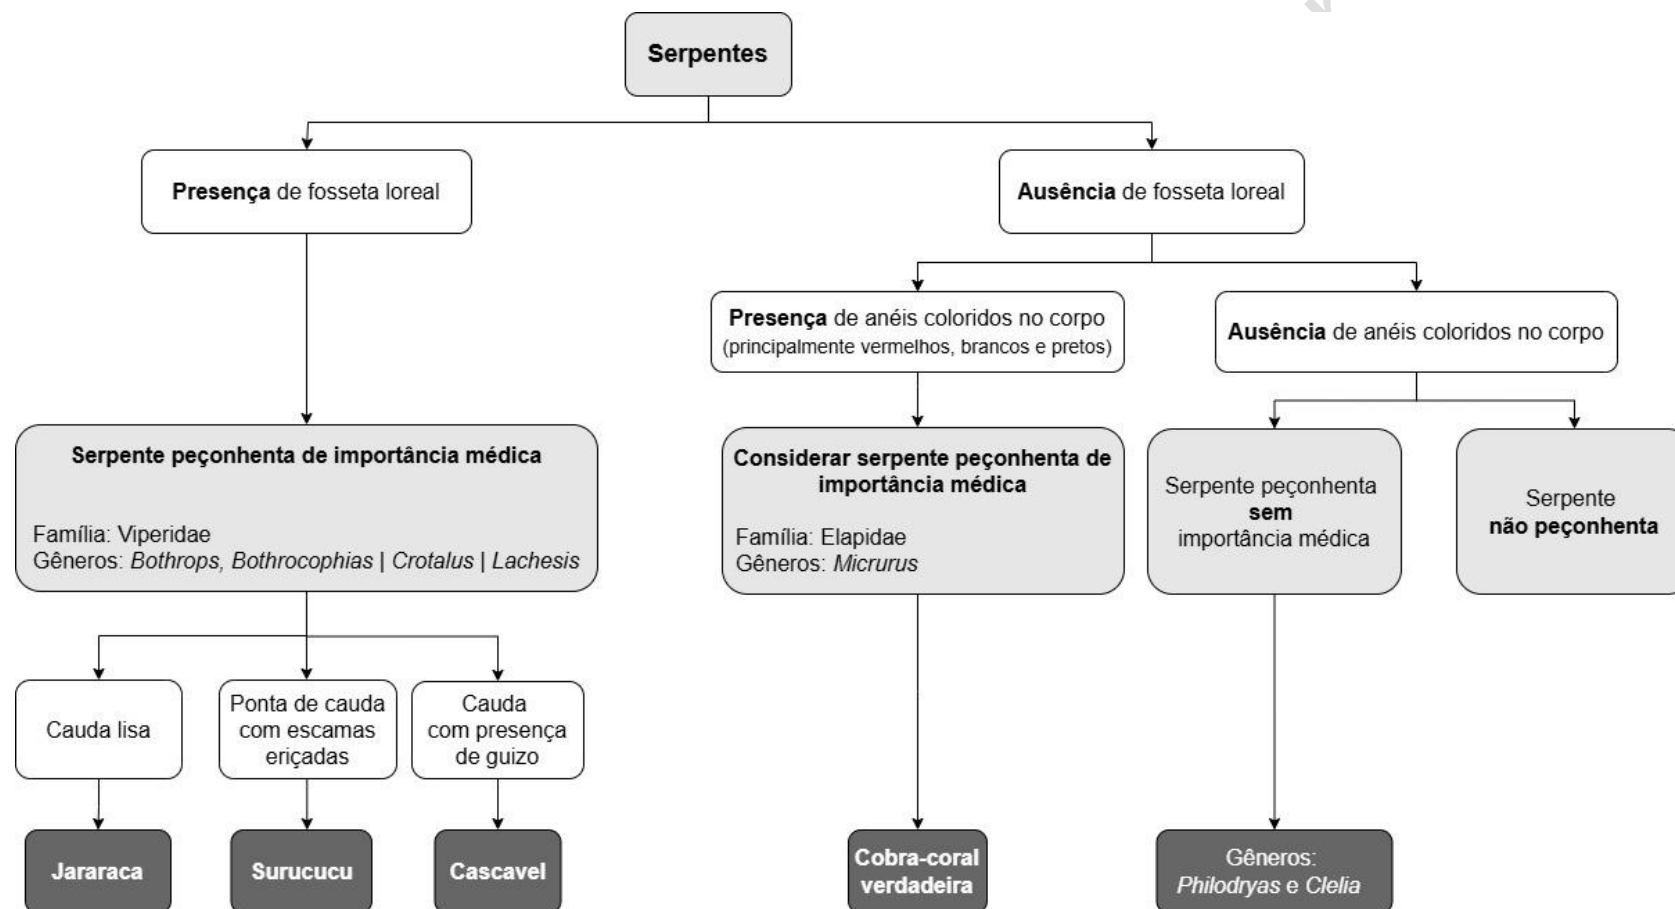 Serpentes
Presença de fosseta loreal
Ausência de fosseta loreal
Presença de anéis coloridos no corpo
(principalmente vermelhos, brancos e pretos)
Ausência de anéis coloridos no corpo
Serpente peçonhenta de importância médica
Família: Viperidae
Gêneros: Bothrops, Bothrocophias | Crotalus | Lachesis
Considerar serpente peçonhenta de
importância médica
Família: Elapidae
Gêneros: Micrurus
Serpente peçonhenta
sem
importância médica
Serpente
não peçonhenta
Cauda lisa
Ponta de cauda
com escamas
eriçadas
Cauda
com presença
de guizo
Jararaca
Surucucu
Cascavel
Cobra-coral
verdadeira
Gêneros:
Philodryas e Clelia